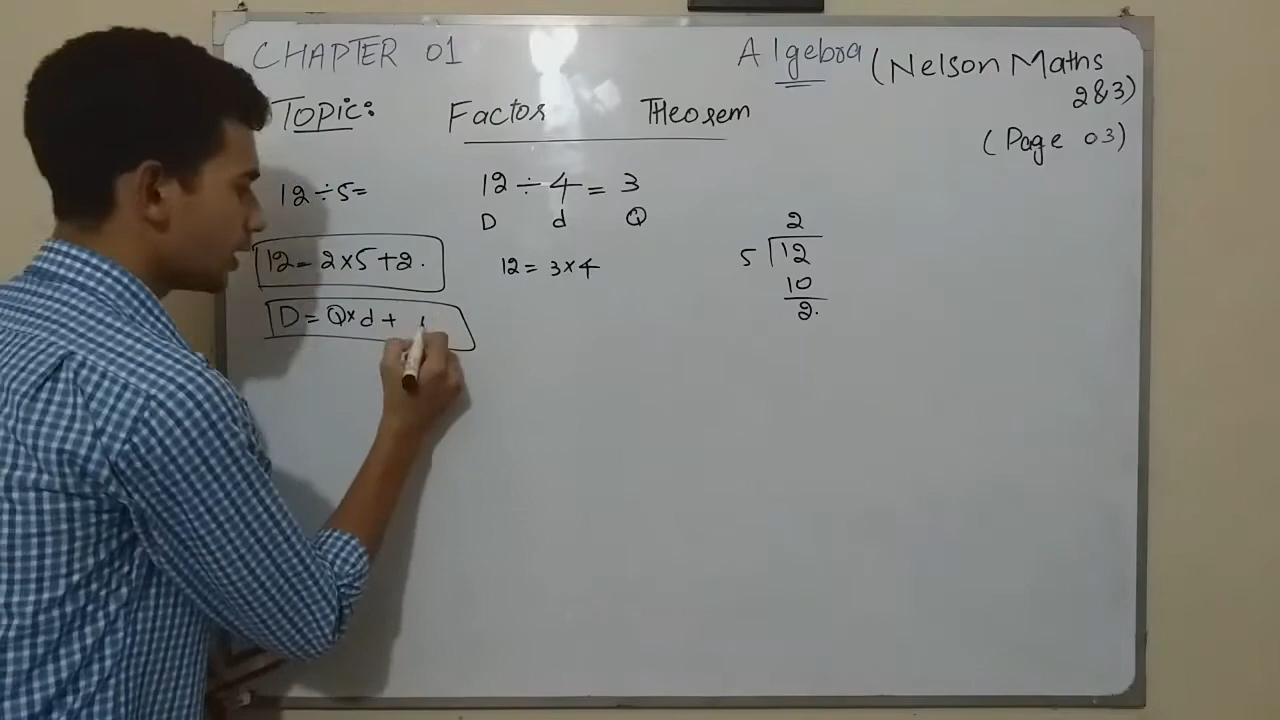 CHAPTER 01
Algebra (Nelson Maths 2&3)
(Page 03)
Topic: Factor Theorem
12÷5=
12÷4=3
D d Q
12=2×5+2.
12=3×4
D=Q×d+
2
5 12
10
2.